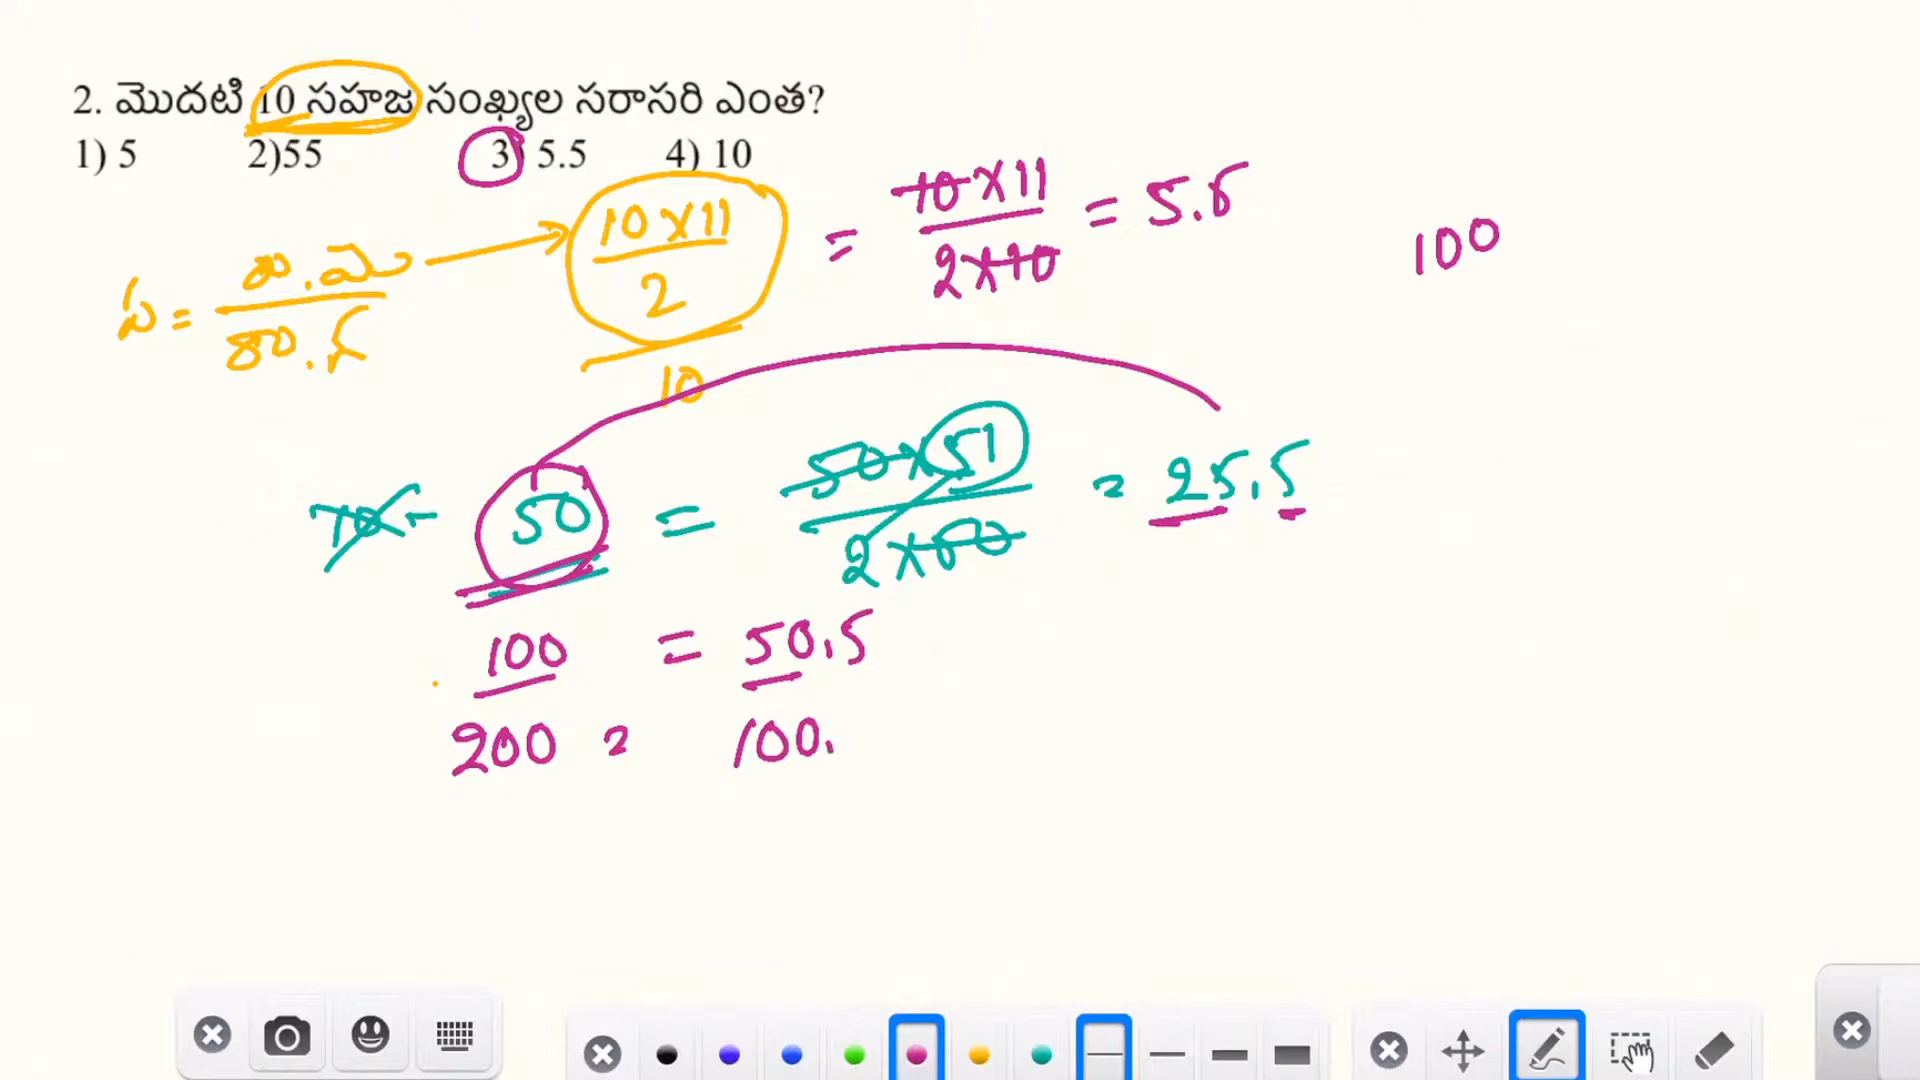 2. మొదటి 10 సహజ సంఖ్యల సరాసరి ఎంత?
1) 5 2)55 3) 5.5 4) 10
స = రా.మొ / రా.సం → 10×11 / 2 / 10 = 10×11 / 2×10 = 5.5
100
50 = 50×51 / 2×50 = 25.5
100 = 50.5
200 = 100.